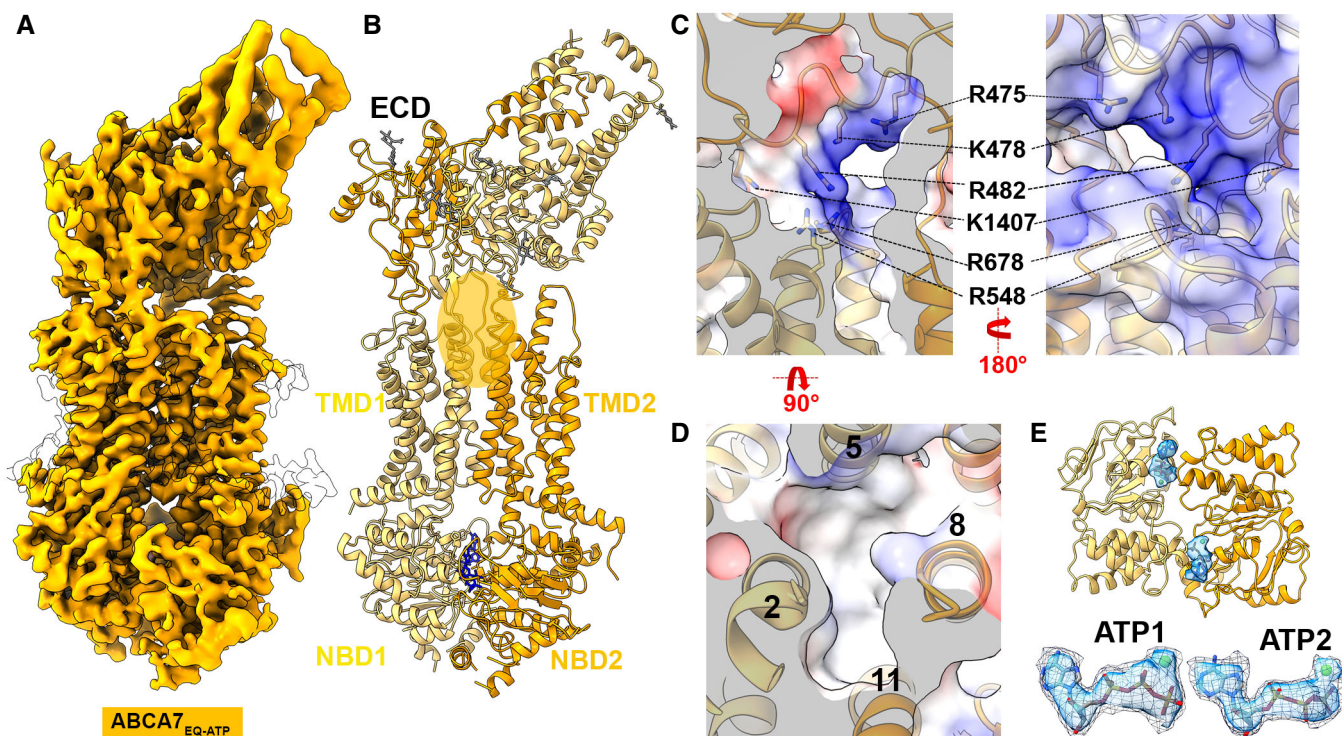 A
B
C
ECD
R475
K478
R482
K1407
R678
R548
180°
90°
TMD1
TMD2
D
E
5
8
2
11
NBD1
NBD2
ATP1
ATP2
ABCA7EQ-ATP